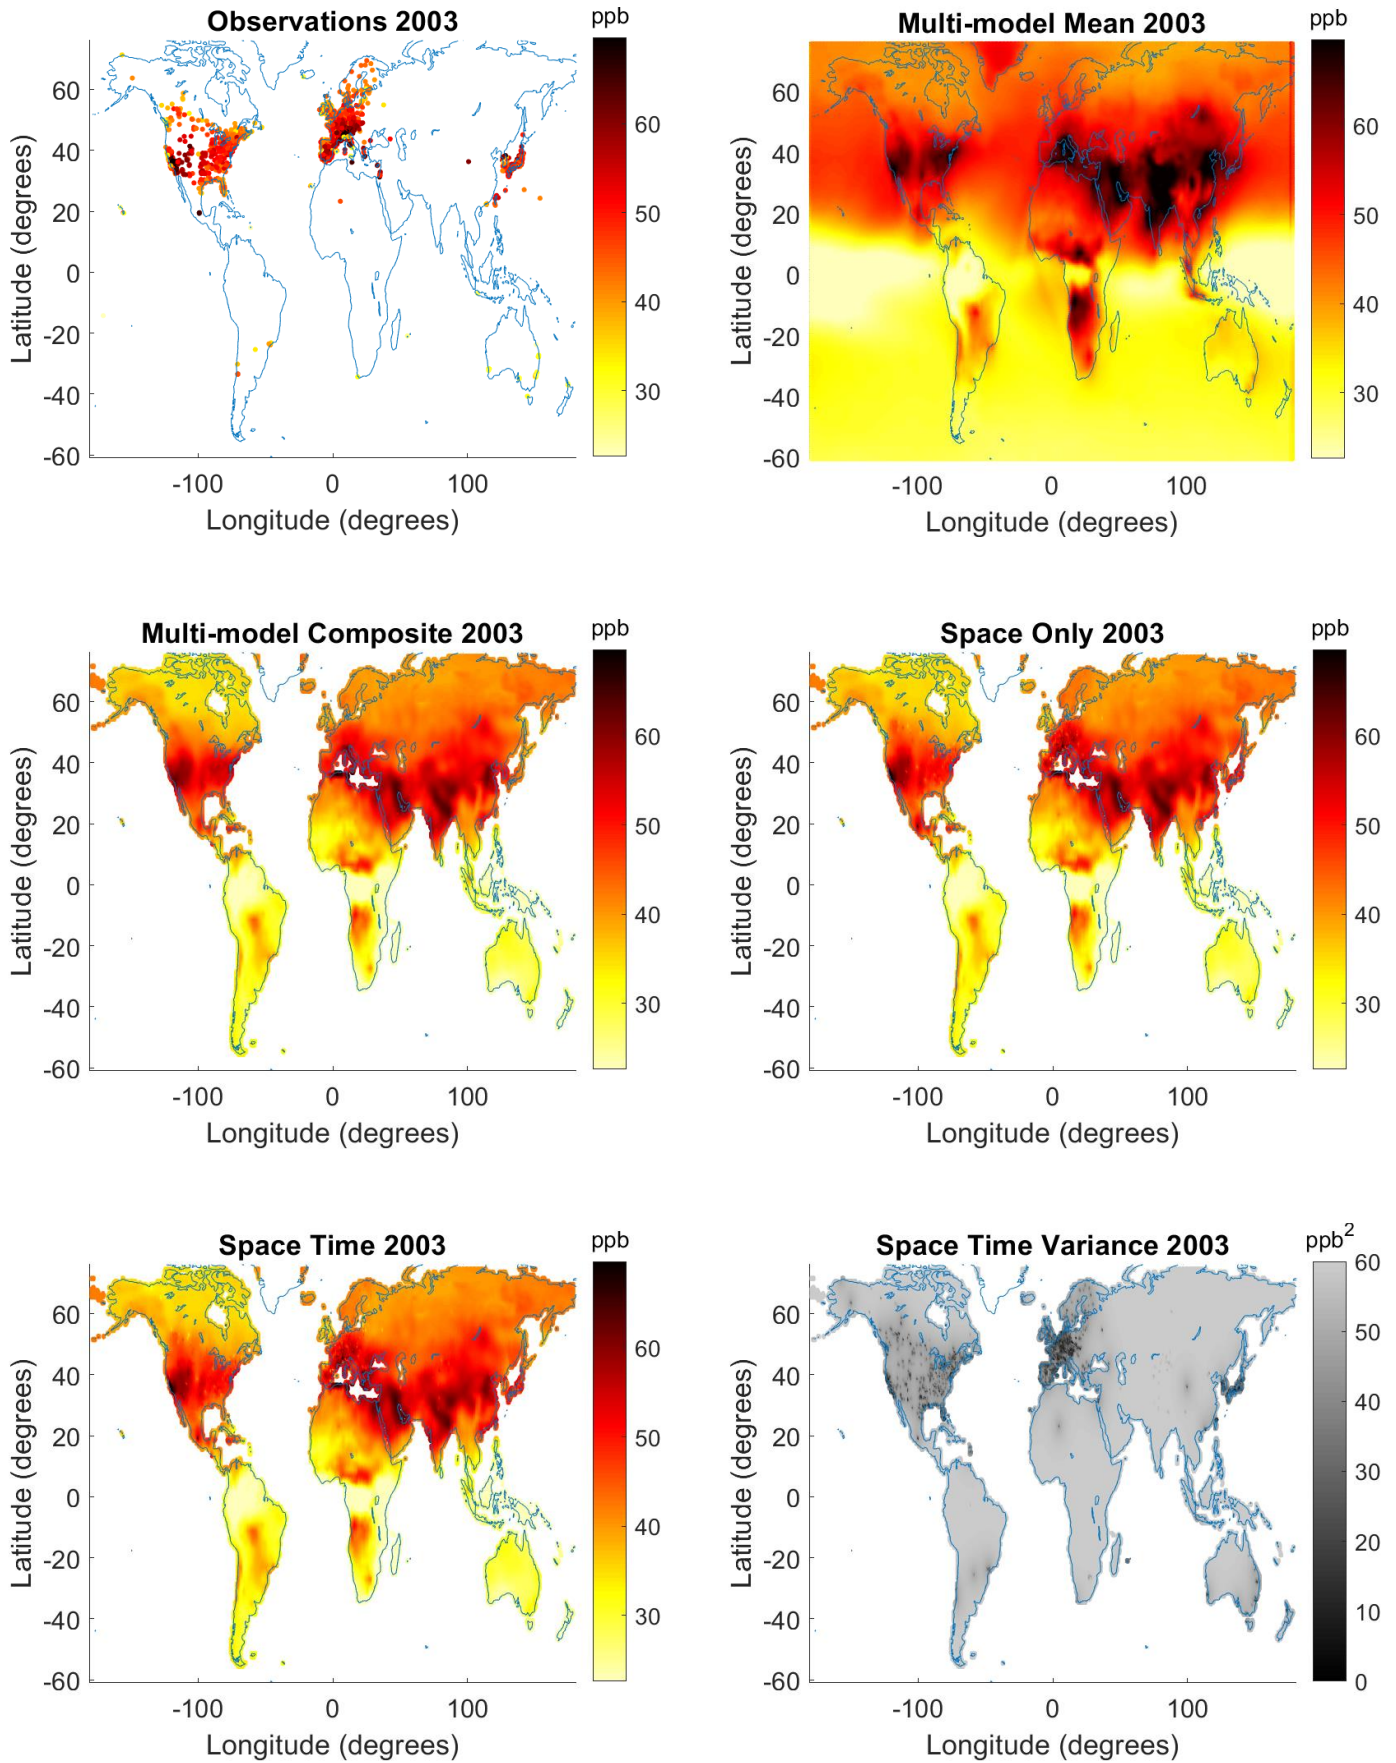 Observations 2003
ppb
60
40
20
0
-20
-40
-60
Latitude (degrees)
-100 0 100
Longitude (degrees)
60
50
40
30
Multi-model Mean 2003
ppb
60
40
20
0
-20
-40
-60
Latitude (degrees)
-100 0 100
Longitude (degrees)
60
50
40
30
Multi-model Composite 2003
ppb
60
40
20
0
-20
-40
-60
Latitude (degrees)
-100 0 100
Longitude (degrees)
60
50
40
30
Space Only 2003
ppb
60
40
20
0
-20
-40
-60
Latitude (degrees)
-100 0 100
Longitude (degrees)
60
50
40
30
Space Time 2003
ppb
60
40
20
0
-20
-40
-60
Latitude (degrees)
-100 0 100
Longitude (degrees)
60
50
40
30
Space Time Variance 2003
ppb²
60
40
20
0
-20
-40
-60
Latitude (degrees)
-100 0 100
Longitude (degrees)
60
50
40
30
20
10
0